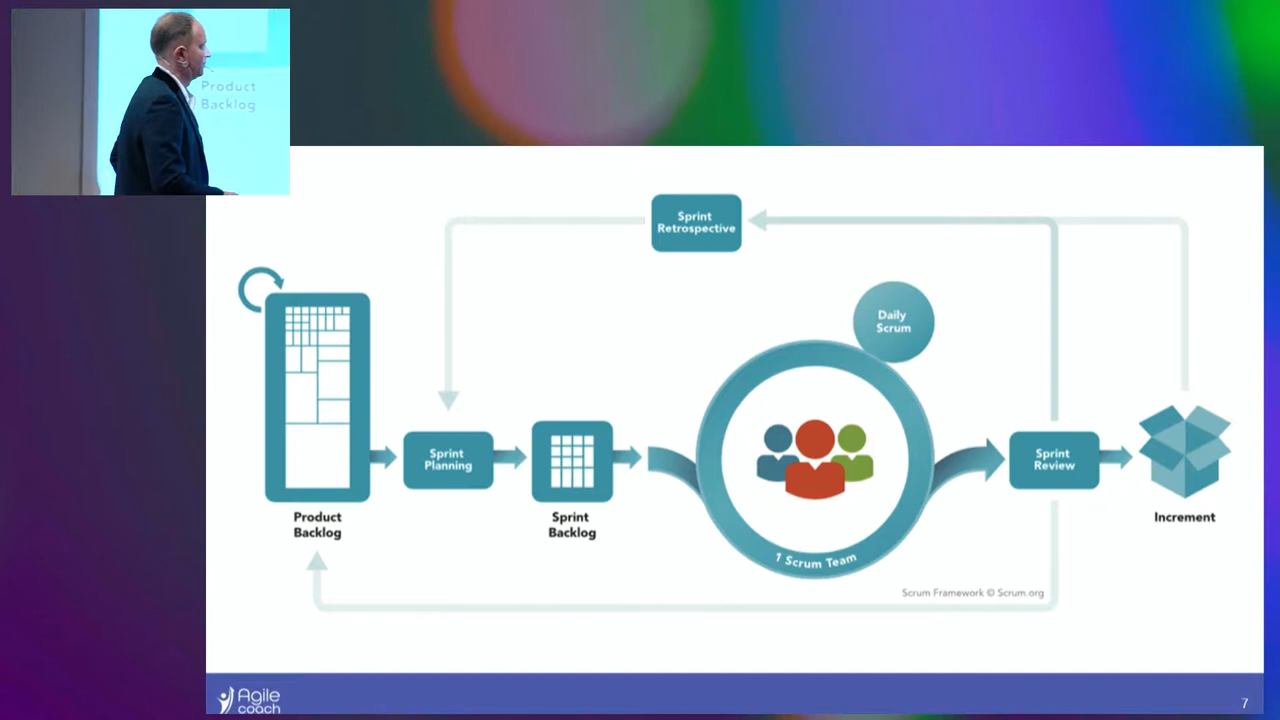 Product
Backlog
Sprint
Retrospective
Daily
Scrum
Sprint
Planning
Sprint
Review
Product
Backlog
Sprint
Backlog
Increment
1 Scrum Team
Scrum Framework © Scrum.org
Agile
coach
7